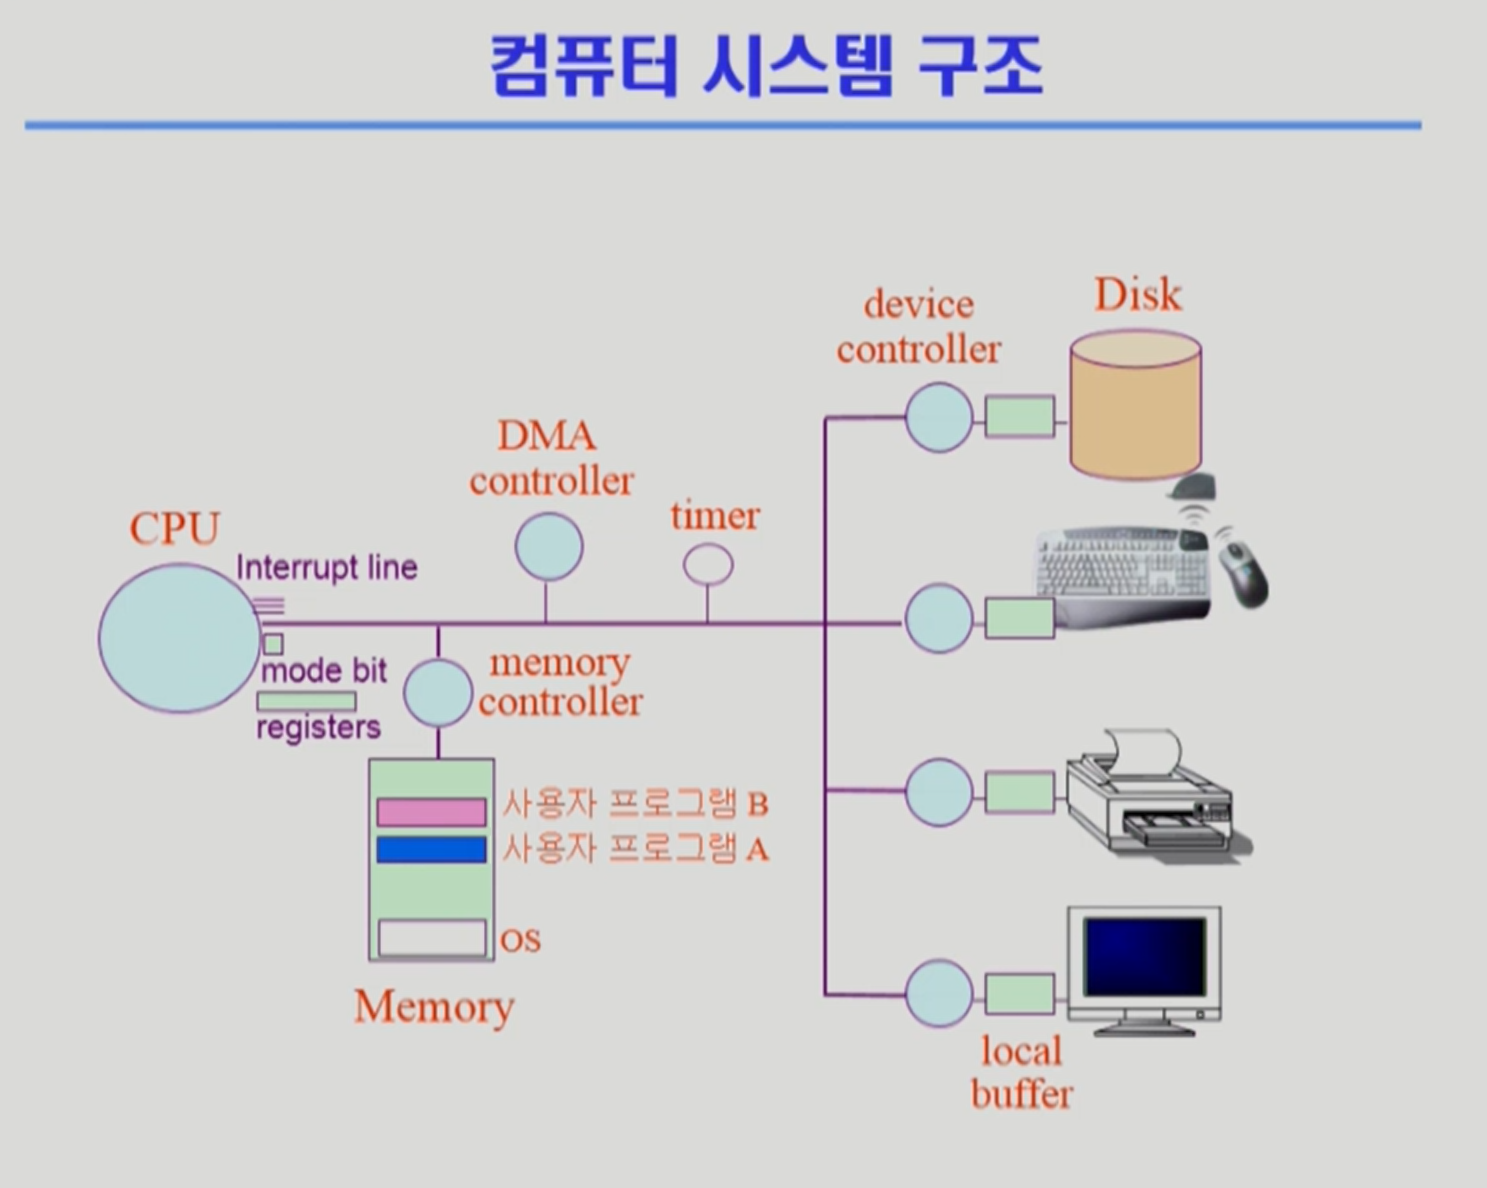 컴퓨터 시스템 구조
device
controller
Disk
DMA
controller
timer
CPU
Interrupt line
mode bit
registers
memory
controller
사용자 프로그램 B
사용자 프로그램 A
OS
Memory
local
buffer